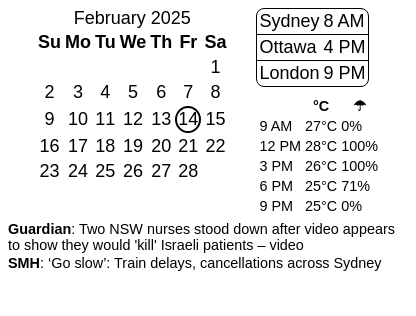 February 2025
Su Mo Tu We Th Fr Sa
1
2 3 4 5 6 7 8
9 10 11 12 13 14 15
16 17 18 19 20 21 22
23 24 25 26 27 28
Sydney 8 AM
Ottawa 4 PM
London 9 PM
°C ☂
9 AM 27°C 0%
12 PM 28°C 100%
3 PM 26°C 100%
6 PM 25°C 71%
9 PM 25°C 0%
Guardian: Two NSW nurses stood down after video appears
to show they would 'kill' Israeli patients – video
SMH: ‘Go slow’: Train delays, cancellations across Sydney